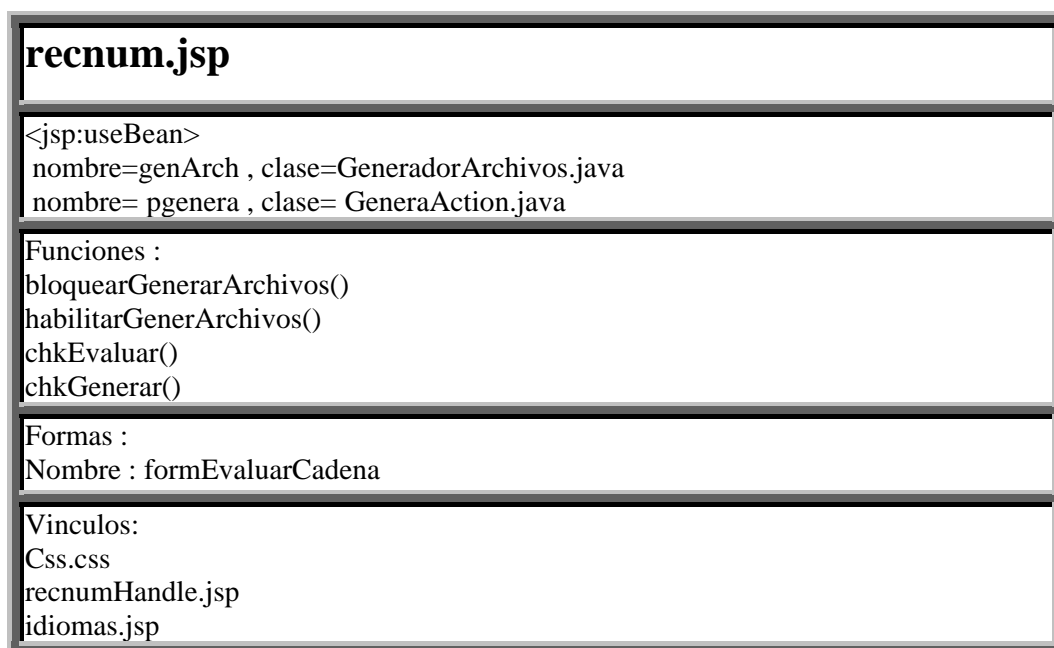 recnum.jsp
<jsp:useBean>
nombre=genArch , clase=GeneradorArchivos.java
nombre= pgenera , clase= GeneraAction.java
Funciones :
bloquearGenerarArchivos()
habilitarGenerArchivos()
chkEvaluar()
chkGenerar()
Formas :
Nombre : formEvaluarCadena
Vinculos:
Css.css
recnumHandle.jsp
idiomas.jsp